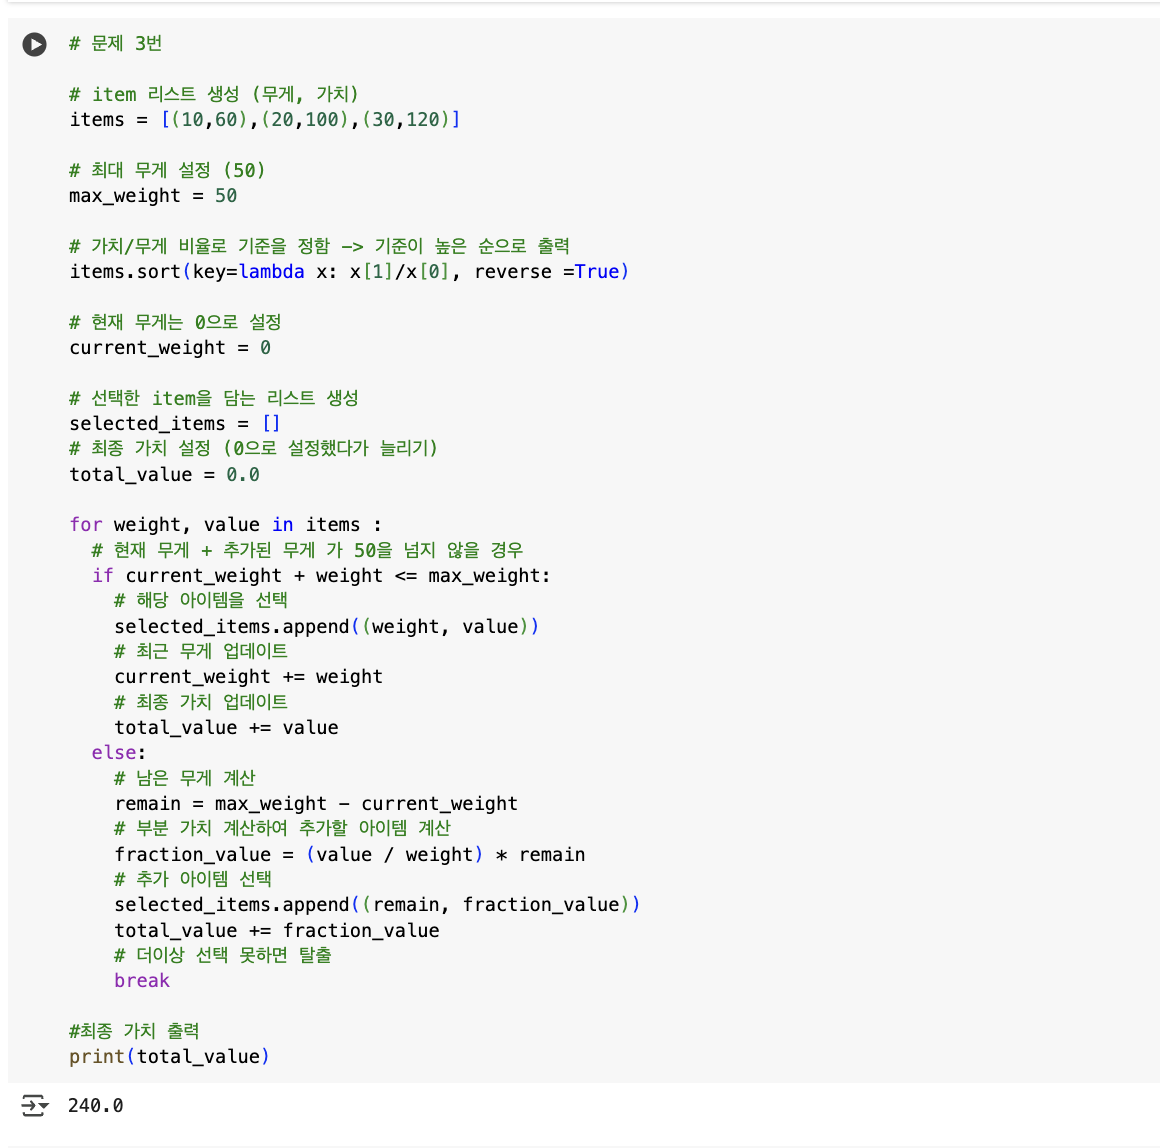 # 문제 3번
# item 리스트 생성 (무게, 가치)
items = [(10,60),(20,100),(30,120)]
# 최대 무게 설정 (50)
max_weight = 50
# 가치/무게 비율로 기준을 정함 -> 기준이 높은 순으로 출력
items.sort(key=lambda x: x[1]/x[0], reverse =True)
# 현재 무게는 0으로 설정
current_weight = 0
# 선택한 item을 담는 리스트 생성
selected_items = []
# 최종 가치 설정 (0으로 설정했다가 늘리기)
total_value = 0.0
for weight, value in items :
  # 현재 무게 + 추가된 무게 가 50을 넘지 않을 경우
  if current_weight + weight <= max_weight:
    # 해당 아이템을 선택
    selected_items.append((weight, value))
    # 최근 무게 업데이트
    current_weight += weight
    # 최종 가치 업데이트
    total_value += value
  else:
    # 남은 무게 계산
    remain = max_weight - current_weight
    # 부분 가치 계산하여 추가할 아이템 계산
    fraction_value = (value / weight) * remain
    # 추가 아이템 선택
    selected_items.append((remain, fraction_value))
    total_value += fraction_value
    # 더이상 선택 못하면 탈출
    break
#최종 가치 출력
print(total_value)
240.0